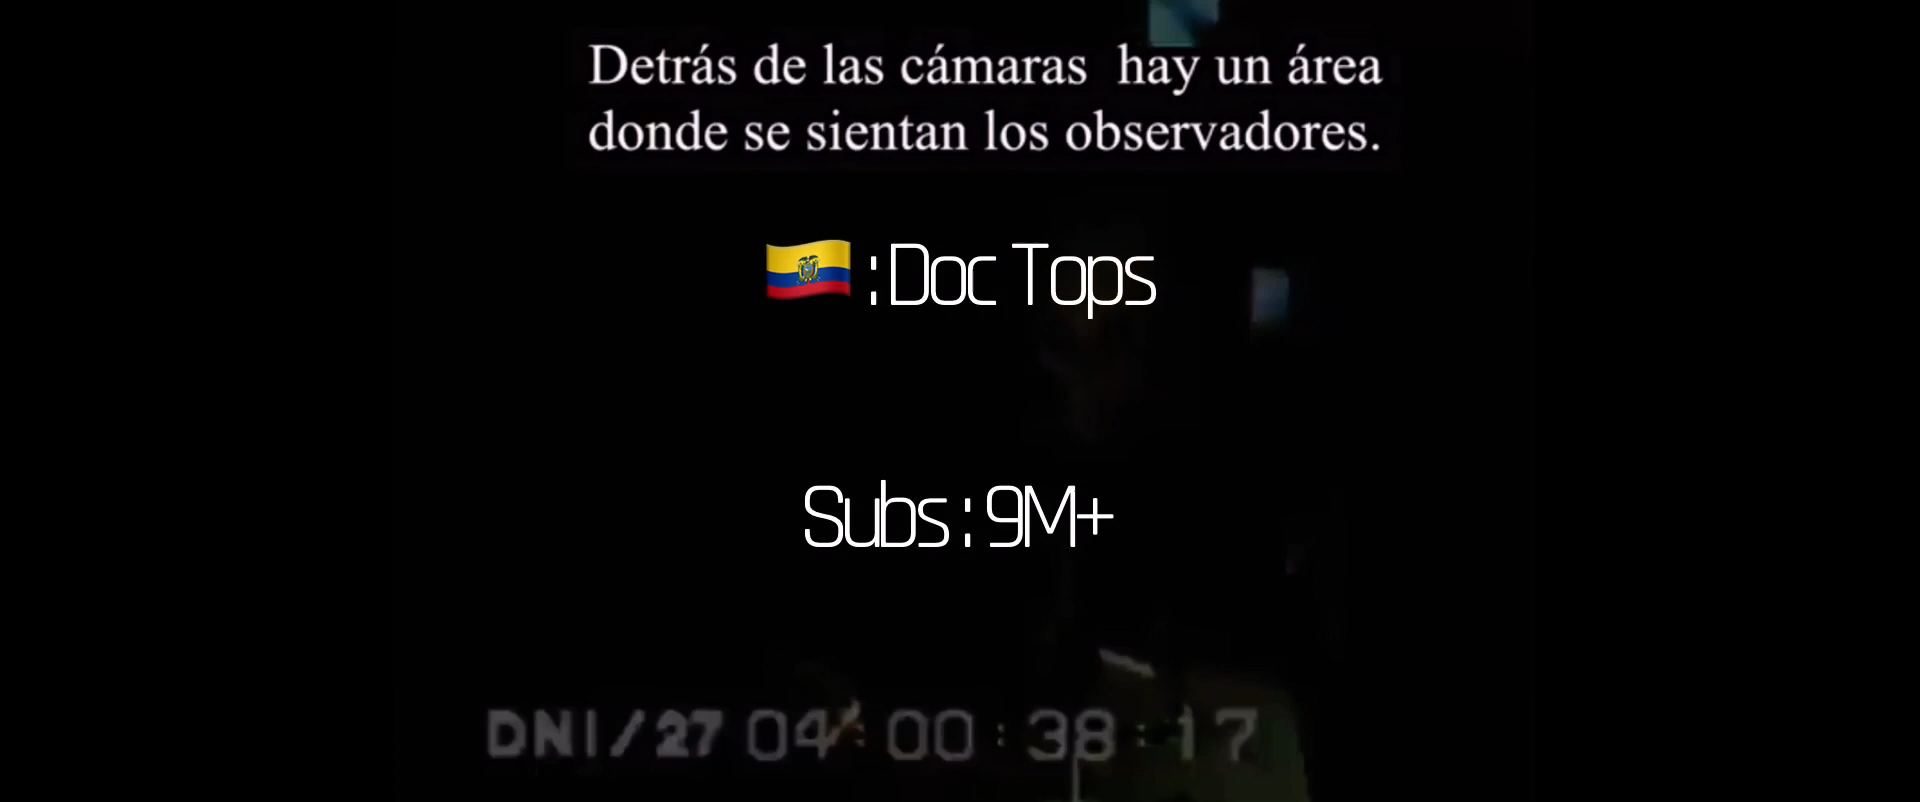 Detrás de las cámaras hay un área
donde se sientan los observadores.
:Doc Tops
Subs : 9M+
DNI/27 04:00:38:17